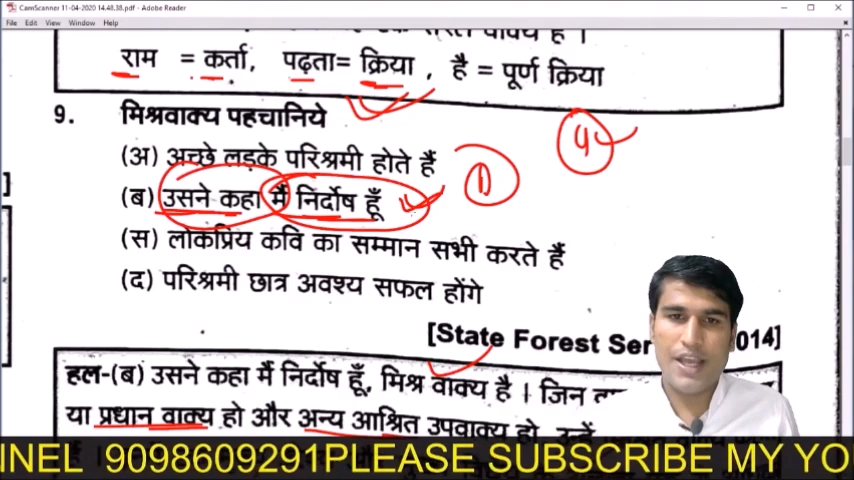 CamScanner 11-04-2020 14.48.38.pdf - Adobe Reader
File Edit View Window Help
राम = कर्ता, पढ़ता= क्रिया , है = पूर्ण क्रिया
9. मिश्रवाक्य पहचानिये
(अ) अच्छे लड़के परिश्रमी होते हैं
(ब) उसने कहा मैं निर्दोष हूँ
(स) लोकप्रिय कवि का सम्मान सभी करते हैं
(द) परिश्रमी छात्र अवश्य सफल होंगे
[State Forest Ser 014]
हल-(ब) उसने कहा मैं निर्दोष हूँ, मिश्र वाक्य है । जिन
या प्रधान वाक्य हो और अन्य आश्रित उपवाक्य हो
NNEL 9098609291PLEASE SUBSCRIBE MY YO